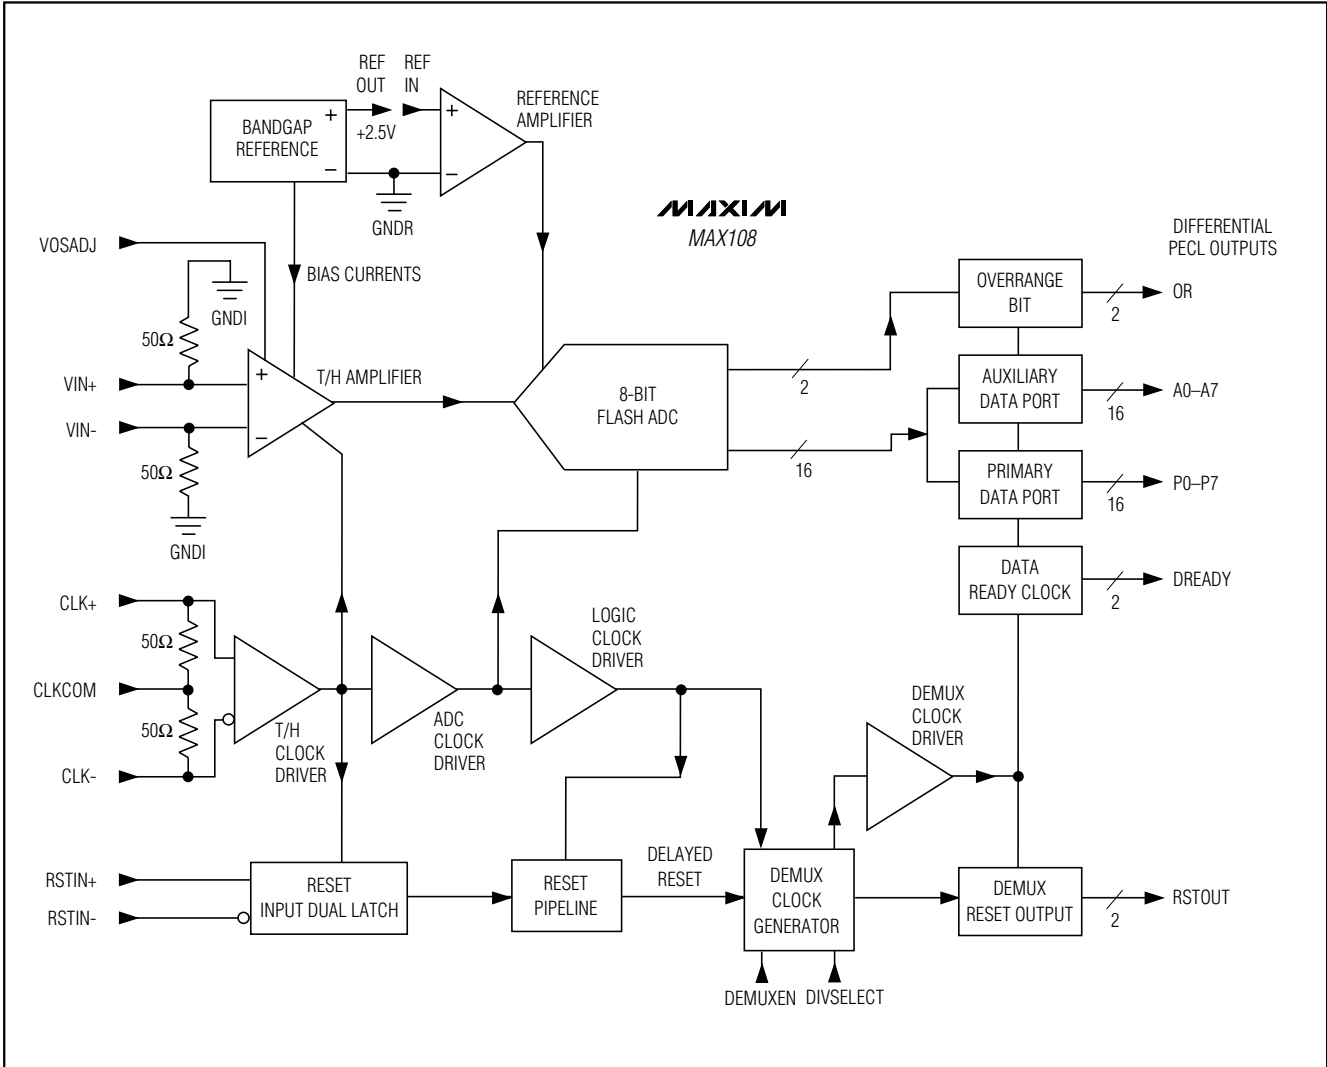 REF
OUT
REF
IN
BANDGAP
REFERENCE
+
−
+2.5V
GNDR
+
−
REFERENCE
AMPLIFIER
MAXIM
MAX108
DIFFERENTIAL
PECL OUTPUTS
VOSADJ
BIAS CURRENTS
GNDI
50Ω
VIN+
+
−
T/H AMPLIFIER
VIN-
50Ω
GNDI
8-BIT
FLASH ADC
2
16
OVERRANGE
BIT
2
OR
AUXILIARY
DATA PORT
16
A0–A7
PRIMARY
DATA PORT
16
P0–P7
DATA
READY CLOCK
2
DREADY
CLK+
50Ω
CLKCOM
50Ω
CLK-
T/H
CLOCK
DRIVER
ADC
CLOCK
DRIVER
LOGIC
CLOCK
DRIVER
DEMUX
CLOCK
DRIVER
RSTIN+
RSTIN-
RESET
INPUT DUAL LATCH
RESET
PIPELINE
DELAYED
RESET
DEMUX
CLOCK
GENERATOR
DEMUX
RESET OUTPUT
2
RSTOUT
DEMUXEN
DIVSELECT